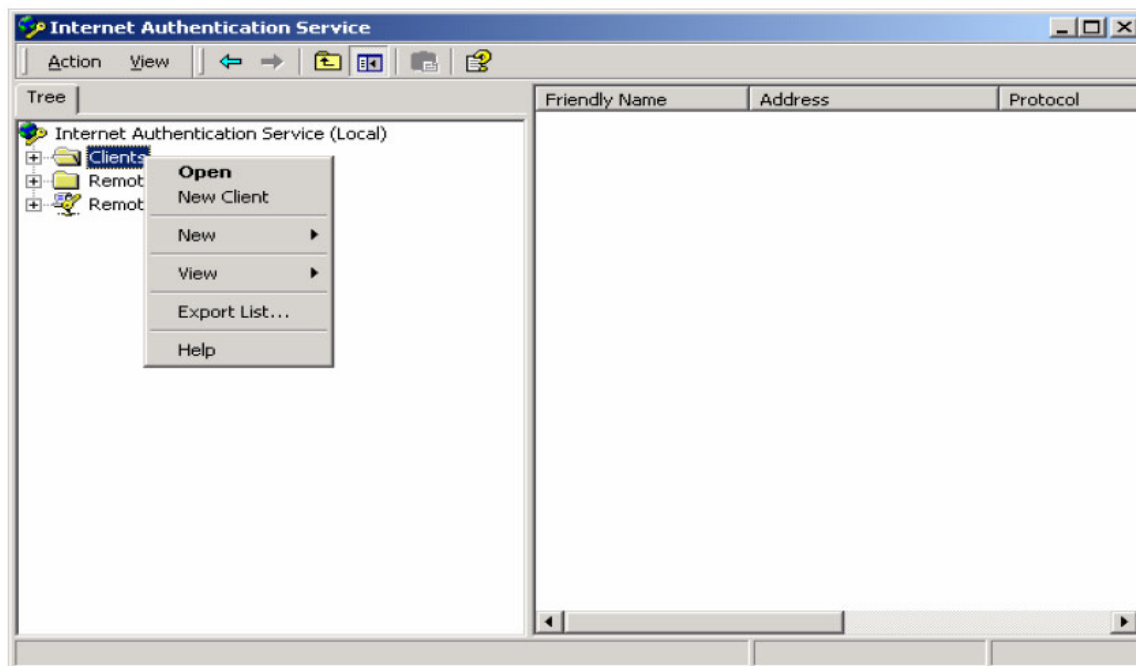 Internet Authentication Service
Action View
Tree
Friendly Name Address Protocol
Internet Authentication Service (Local)
Clients
Remot
Remot
Open
New Client
New
View
Export List...
Help